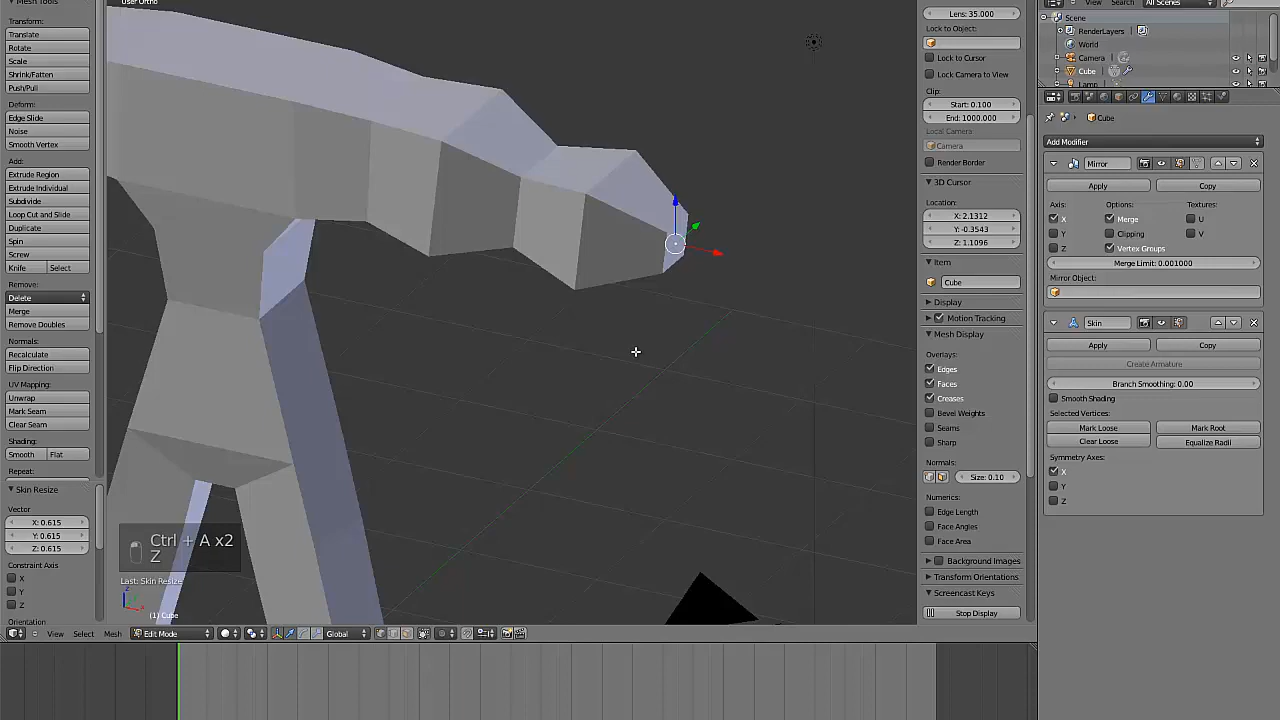 Mesh Tools
Transform:
Translate
Rotate
Scale
Shrink/Fatten
Push/Pull
Deform:
Edge Slide
Noise
Smooth Vertex
Add:
Extrude Region
Extrude Individual
Subdivide
Loop Cut and Slide
Duplicate
Spin
Screw
Knife Select
Remove:
Delete
Merge
Remove Doubles
Normals:
Recalculate
Flip Direction
UV Mapping:
Unwrap
Mark Seam
Clear Seam
Shading:
Smooth Flat
Repeat:
Skin Resize
Vector
X: 0.615
Y: 0.615
Z: 0.615
Constraint Axis
X
Y
Z
Orientation
User Ortho
Ctrl + A x2
Z
Last: Skin Resize
(1) Cube
View Select Mesh Edit Mode Global
Lens: 35.000
Lock to Object:
Lock to Cursor
Lock Camera to View
Clip:
Start: 0.100
End: 1000.000
Local Camera
Camera
Render Border
3D Cursor
Location:
X: 2.1312
Y: -0.3543
Z: 1.1096
Item
Cube
Display
Motion Tracking
Mesh Display
Overlays:
Edges
Faces
Creases
Bevel Weights
Seams
Sharp
Normals:
Size: 0.10
Numerics:
Edge Length
Face Angles
Face Area
Background Images
Transform Orientations
Screencast Keys
Stop Display
View Search All Scenes
Scene
RenderLayers
World
Camera
Cube
Lamp
Cube
Add Modifier
Mirror
Apply Copy
Axis: Options: Textures:
X Merge U
Y Clipping V
Z Vertex Groups
Merge Limit: 0.001000
Mirror Object:
Skin
Apply Copy
Create Armature
Branch Smoothing: 0.00
Smooth Shading
Selected Vertices:
Mark Loose Mark Root
Clear Loose Equalize Radii
Symmetry Axes:
X
Y
Z